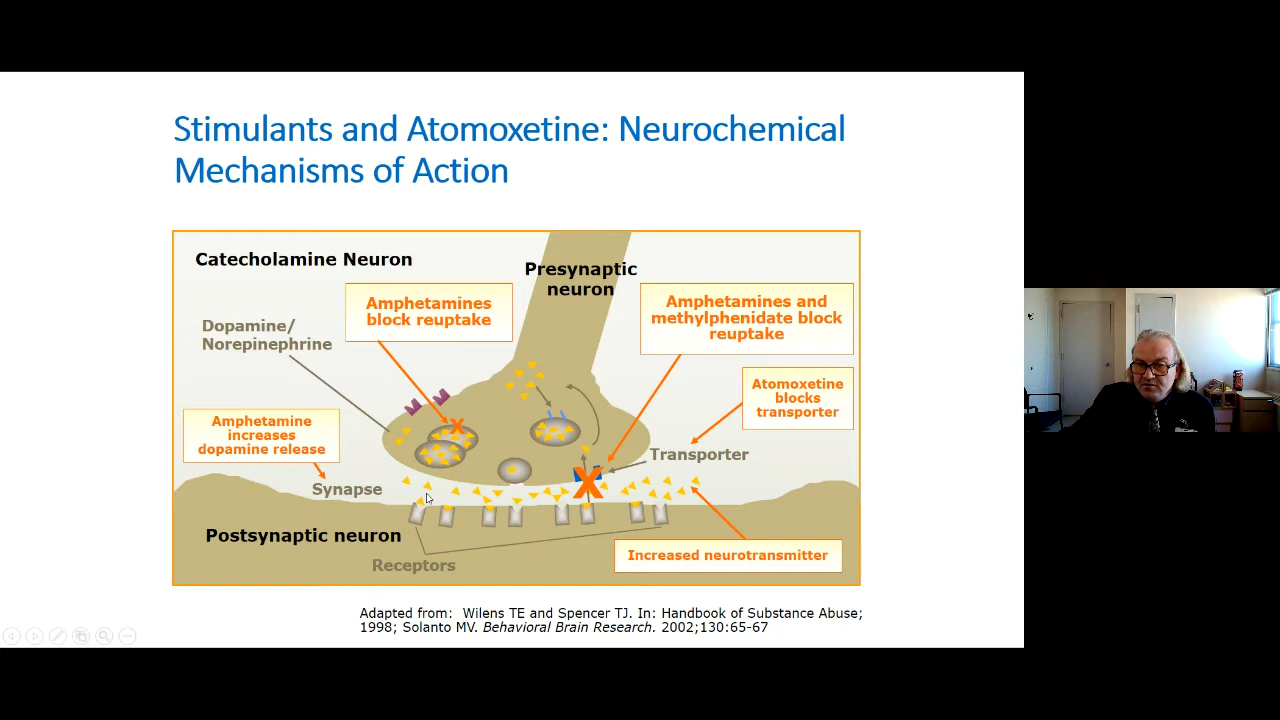 Stimulants and Atomoxetine: Neurochemical
Mechanisms of Action
Catecholamine Neuron
Presynaptic
neuron
Amphetamines
block reuptake
Amphetamines and
methylphenidate block
reuptake
Dopamine/
Norepinephrine
Atomoxetine
blocks
transporter
Amphetamine
increases
dopamine release
Transporter
Synapse
Postsynaptic neuron
Receptors
Increased neurotransmitter
Adapted from: Wilens TE and Spencer TJ. In: Handbook of Substance Abuse;
1998; Solanto MV. Behavioral Brain Research. 2002;130:65-67